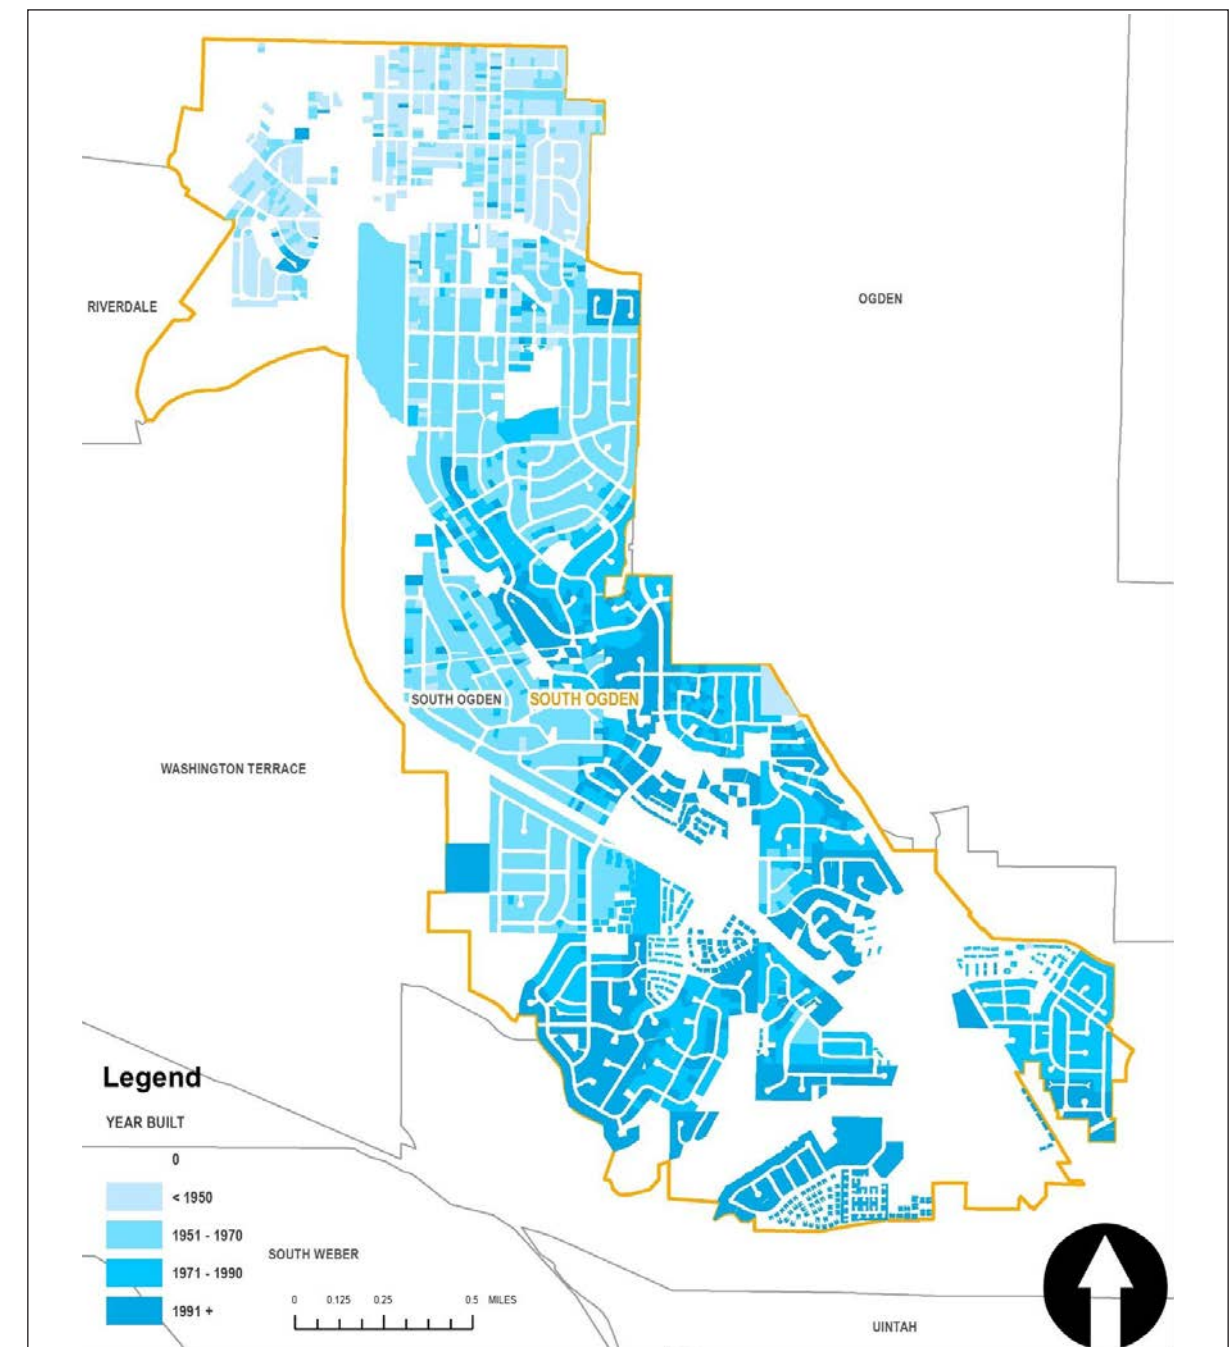 RIVERDALE
OGDEN
SOUTH OGDEN
SOUTH OGDEN
WASHINGTON TERRACE
Legend
YEAR BUILT
0
< 1950
1951 - 1970
1971 - 1990
1991 +
SOUTH WEBER
0 0.125 0.25 0.5 MILES
UINTAH